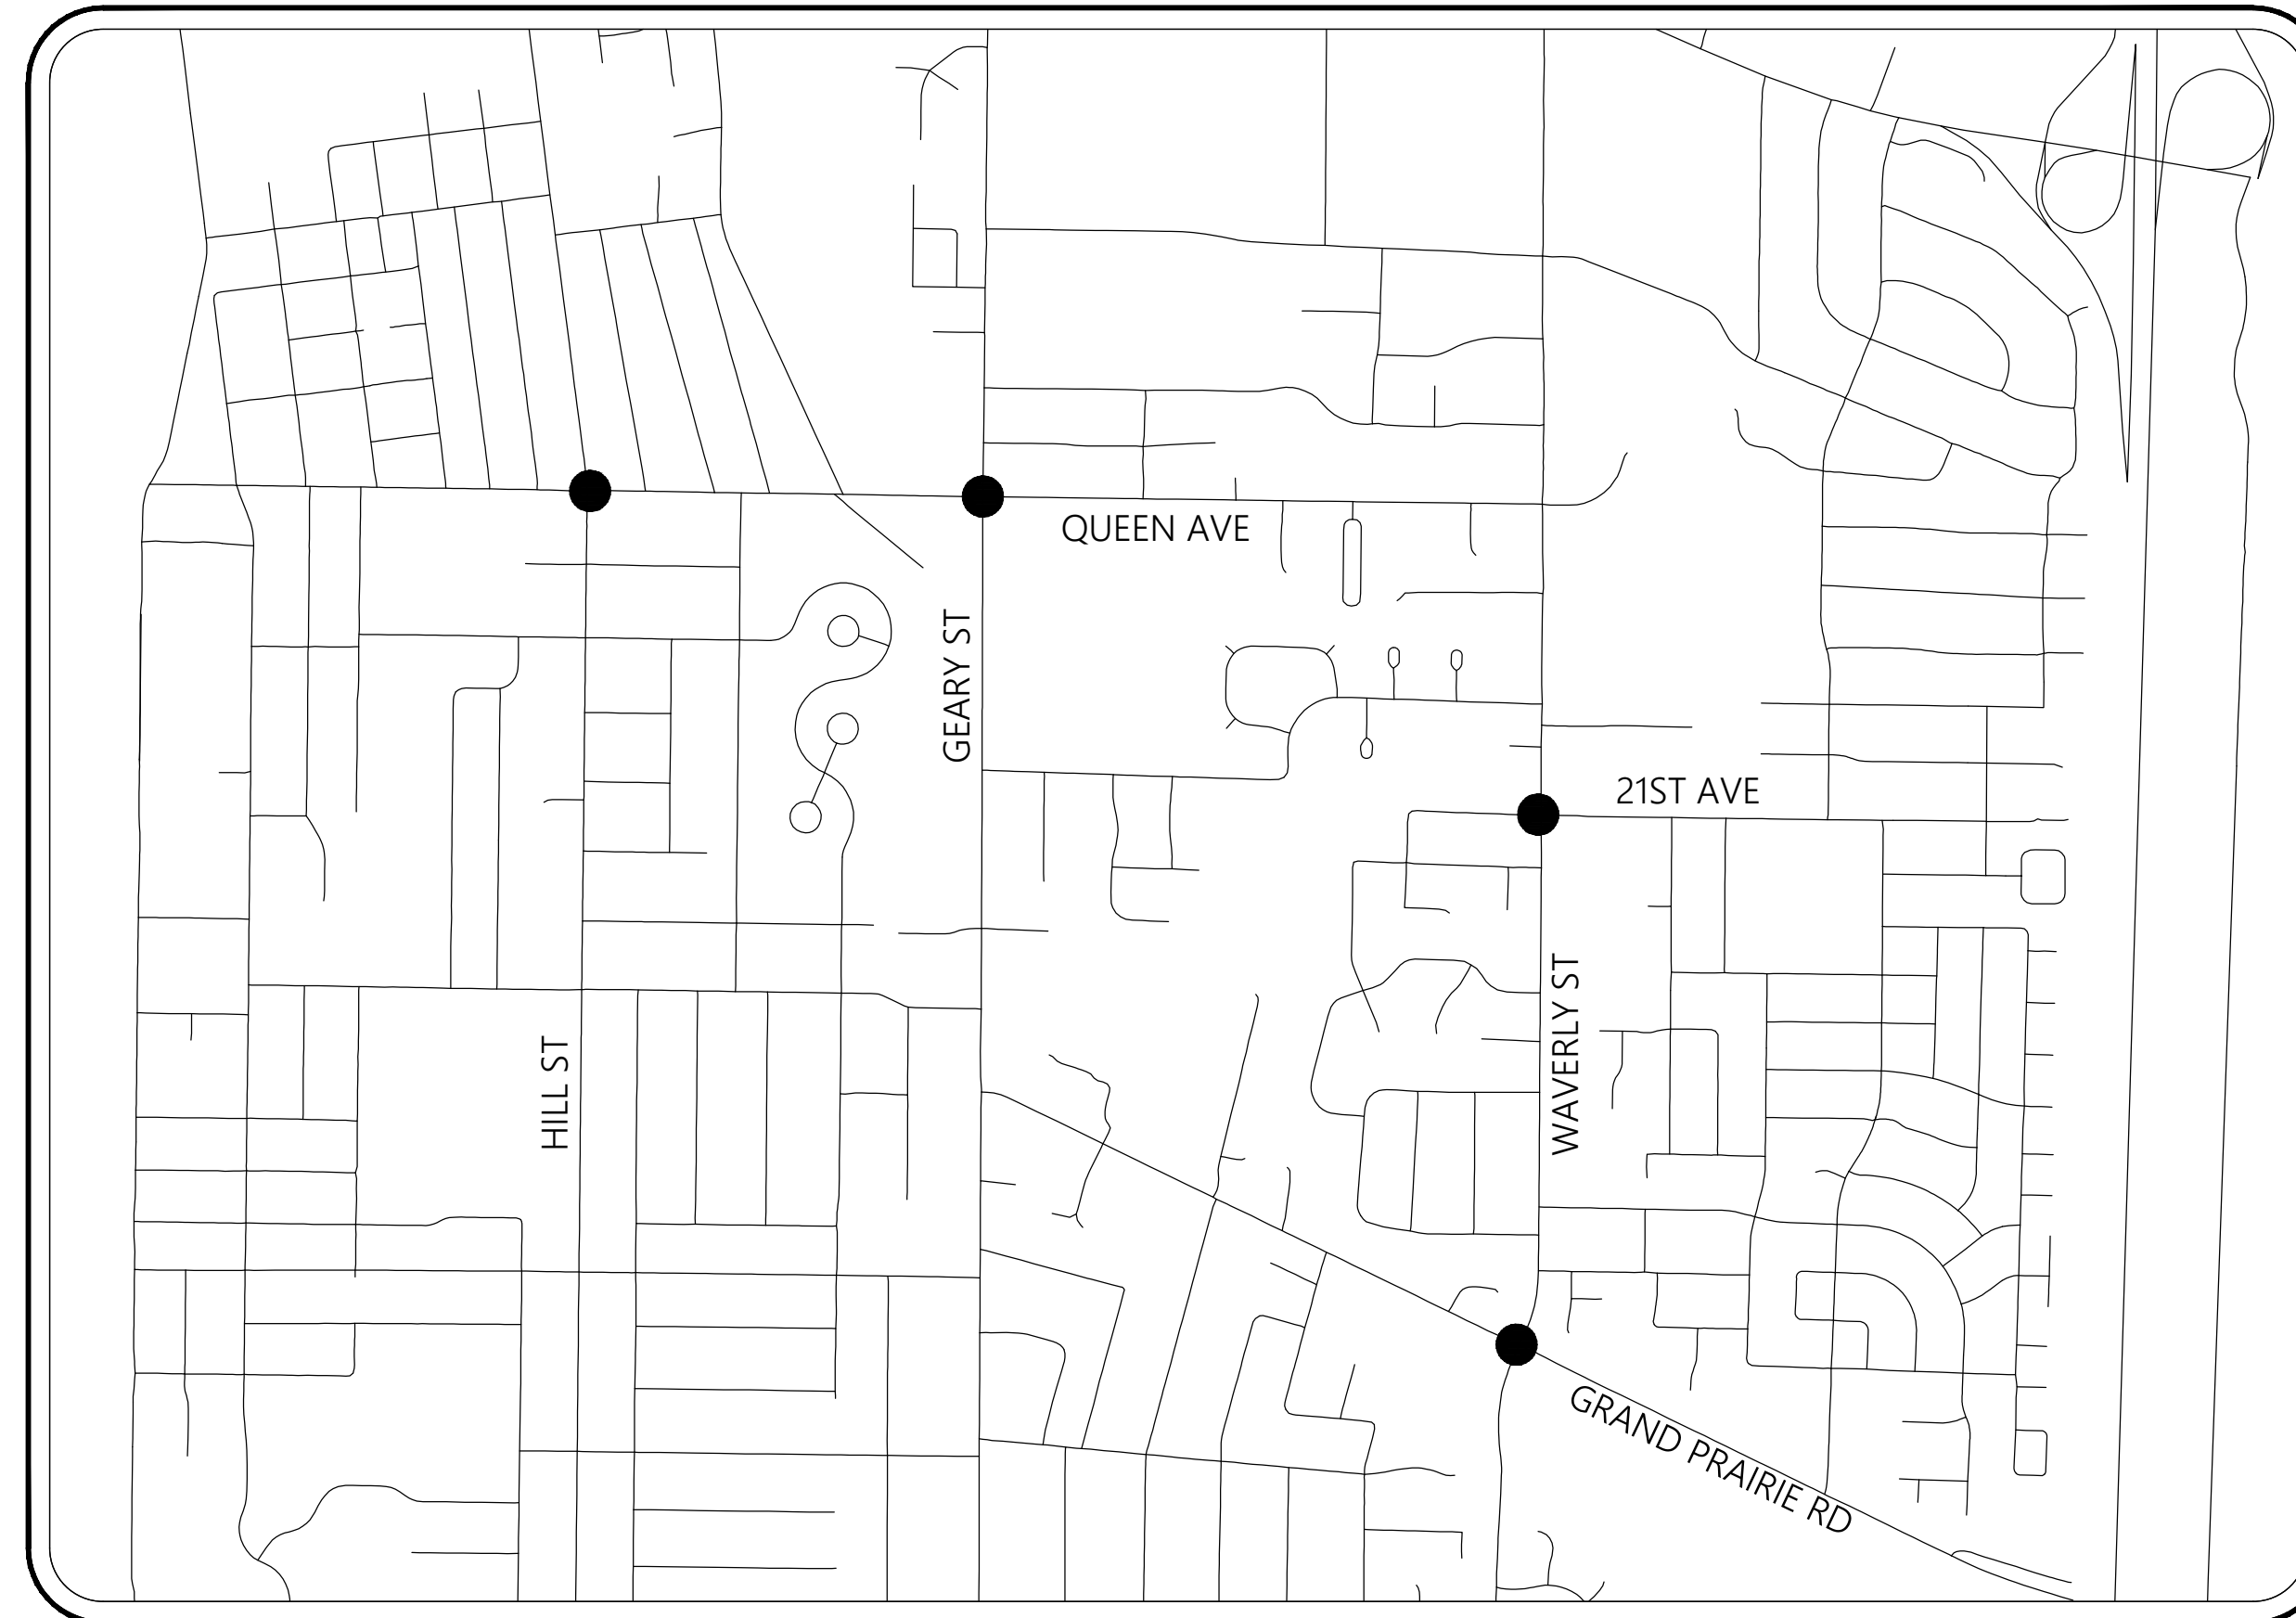 QUEEN AVE
GEARY ST
21ST AVE
WAVERLY ST
HILL ST
GRAND PRAIRIE RD